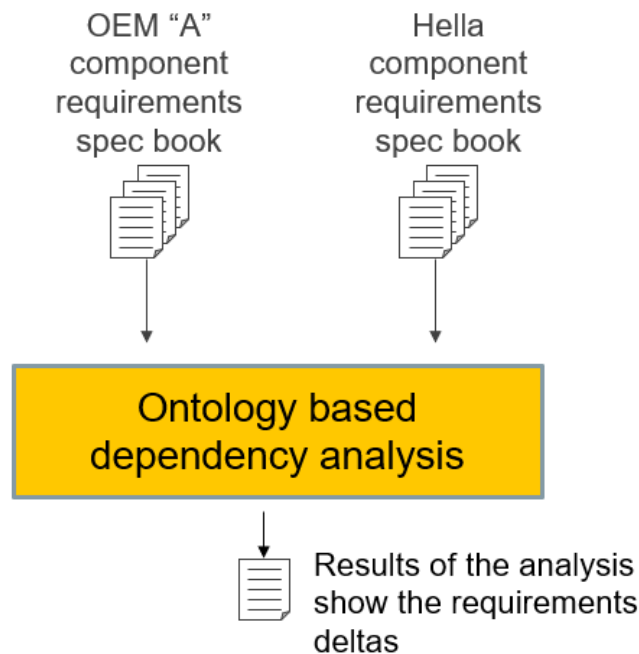 OEM “A”
component
requirements
spec book
Hella
component
requirements
spec book
Ontology based
dependency analysis
Results of the analysis
show the requirements
deltas